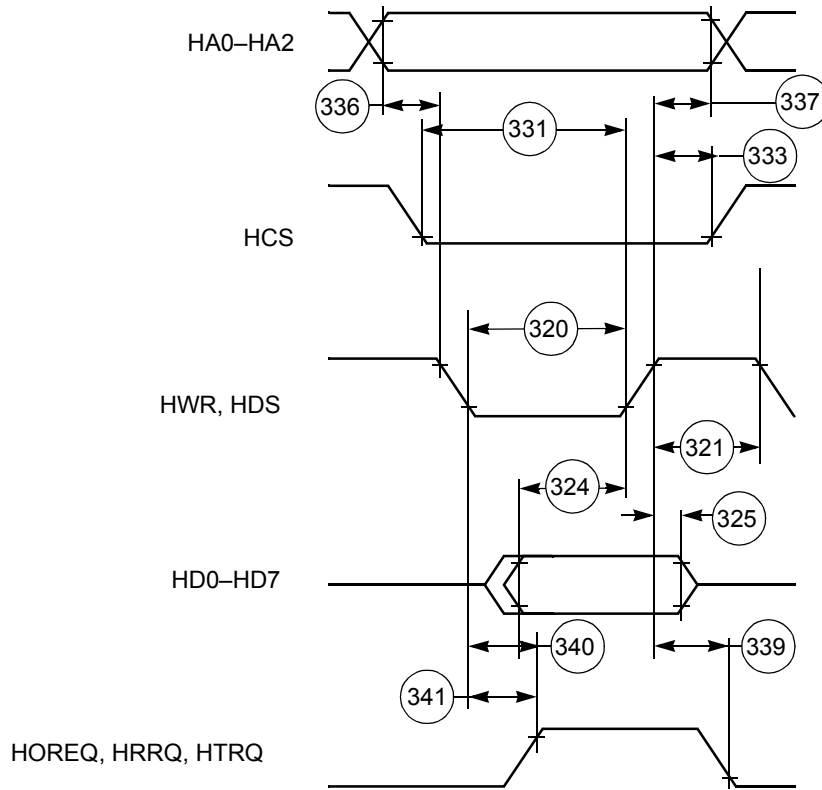 HA0–HA2
336
337
331
333
HCS
320
HWR, HDS
321
324
325
HD0–HD7
340
339
341
HOREQ, HRRQ, HTRQ